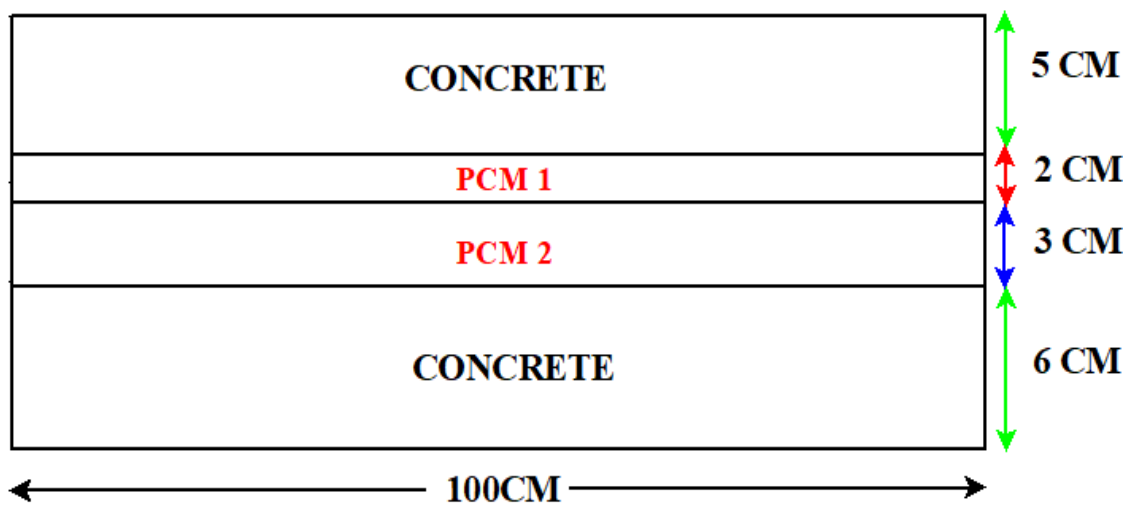 CONCRETE
5 CM
PCM 1
2 CM
PCM 2
3 CM
CONCRETE
6 CM
100CM